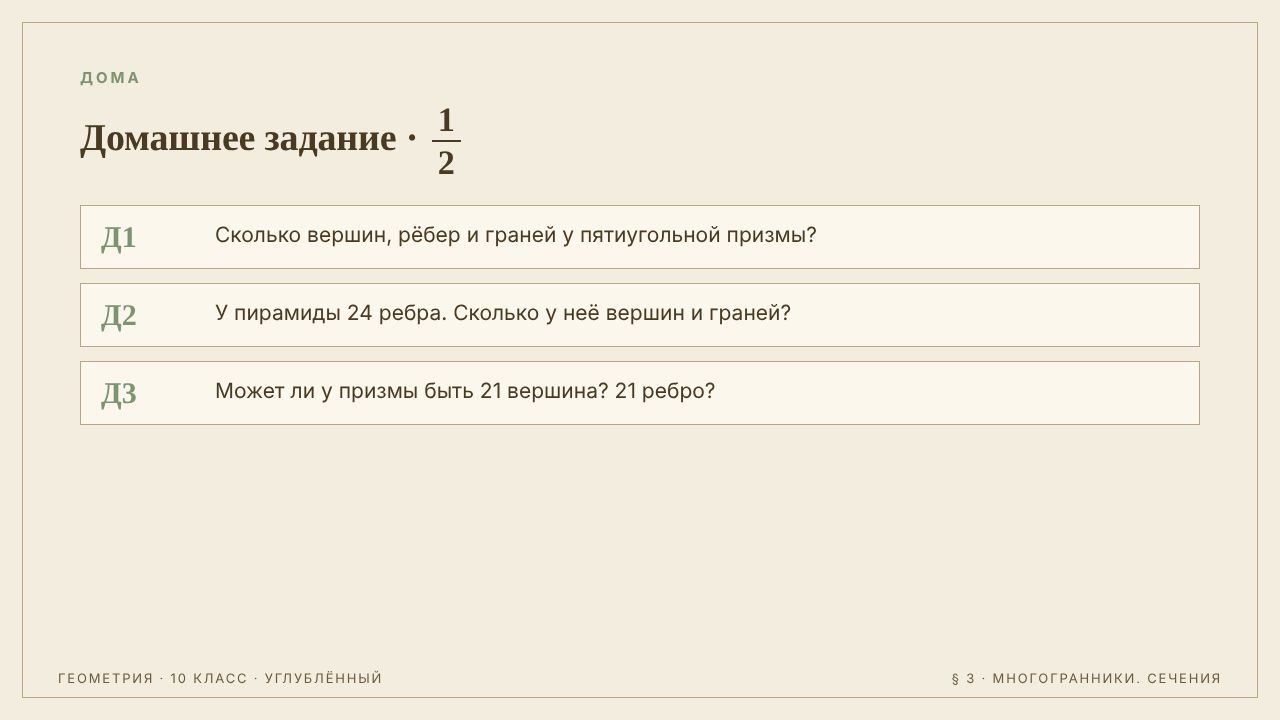 ДОМА
Домашнее задание · 1/2
Д1 Сколько вершин, рёбер и граней у пятиугольной призмы?
Д2 У пирамиды 24 ребра. Сколько у неё вершин и граней?
Д3 Может ли у призмы быть 21 вершина? 21 ребро?
ГЕОМЕТРИЯ · 10 КЛАСС · УГЛУБЛЁННЫЙ
§ 3 · МНОГОГРАННИКИ. СЕЧЕНИЯ